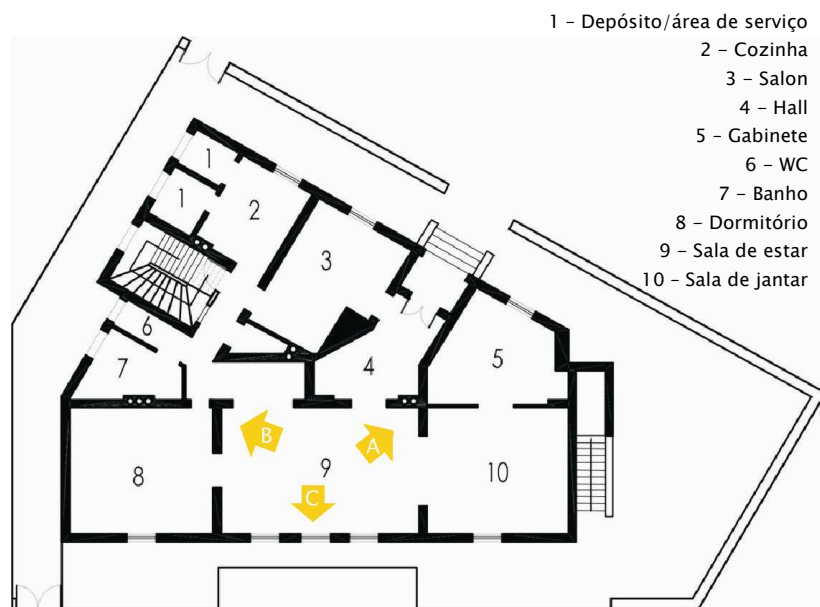 1 – Depósito/área de serviço
2 – Cozinha
3 – Salon
4 – Hall
5 – Gabinete
6 – WC
7 – Banho
8 – Dormitório
9 – Sala de estar
10 – Sala de jantar
1
1
2
3
6
7
4
5
B
A
8
9
10
C